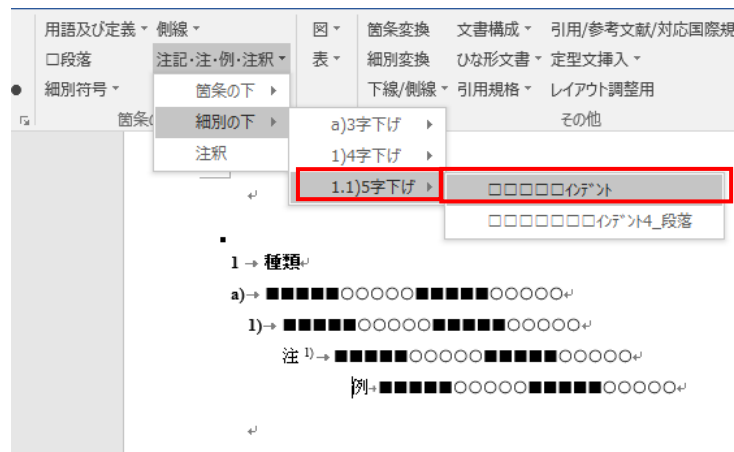 用語及び定義 側線 図 箇条変換 文書構成 引用/参考文献/対応国際規
□段落 注記･注･例･注釈 表 細別変換 ひな形文書 定型文挿入
細別符号 箇条の下 下線/側線 引用規格 レイアウト調整用
箇条 細別の下 a)3字下げ その他
注釈 1)4字下げ
1.1)5字下げ □□□□□ｲﾝﾃﾞﾝﾄ
□□□□□□□ｲﾝﾃﾞﾝﾄ4_段落
1 → 種類↵
a)→ ■■■■■○○○○○■■■■■○○○○○↵
1)→ ■■■■■○○○○○■■■■■○○○○○↵
注 1)→ ■■■■■○○○○○■■■■■○○○○○↵
例→■■■■■○○○○○■■■■■○○○○○↵